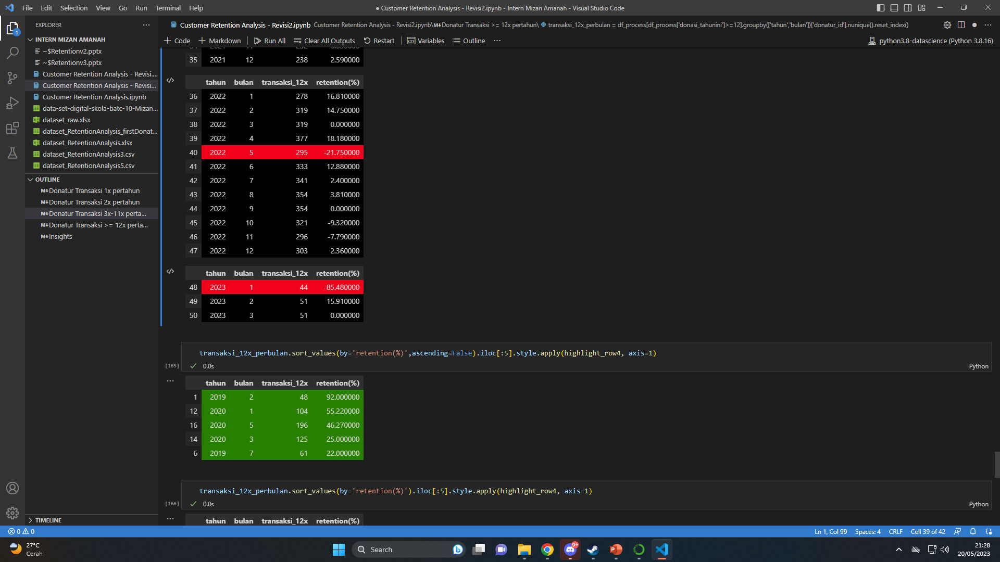 File Edit Selection View Go Run Terminal Help
● Customer Retention Analysis - Revisi2.ipynb - Intern Mizan Amanah - Visual Studio Code
EXPLORER
INTERN MIZAN AMANAH
~$Retentionv2.pptx
~$Retentionv3.pptx
Customer Retention Analysis - Revisi....
Customer Retention Analysis - Revisi...
Customer Retention Analysis.ipynb
data-set-digital-skola-batc-10-Mizan...
dataset_raw.xlsx
dataset_RetentionAnalysis_firstDonat...
dataset_RetentionAnalysis.xlsx
dataset_RetentionAnalysis3.csv
dataset_RetentionAnalysis5.csv
OUTLINE
Donatur Transaksi 1x pertahun
Donatur Transaksi 2x pertahun
Donatur Transaksi 3x-11x perta...
Donatur Transaksi >= 12x perta...
Insights
TIMELINE
Customer Retention Analysis - Revisi2.ipynb Customer Retention Analysis - Revisi2.ipynb\M↓Donatur Transaksi >= 12x pertahun\ transaksi_12x_perbulan = df_process[df_process['donasi_tahunini']>=12].groupby(['tahun','bulan'])['donatur_id'].nunique().reset_index()
+ Code + Markdown Run All Clear All Outputs Restart Variables Outline ...
python3.8-datascience (Python 3.8.16)
35 2021 12 238 2.590000
tahun bulan transaksi_12x retention(%)
36 2022 1 278 16.810000
37 2022 2 319 14.750000
38 2022 3 319 0.000000
39 2022 4 377 18.180000
40 2022 5 295 -21.750000
41 2022 6 333 12.880000
42 2022 7 341 2.400000
43 2022 8 354 3.810000
44 2022 9 354 0.000000
45 2022 10 321 -9.320000
46 2022 11 296 -7.790000
47 2022 12 303 2.360000
tahun bulan transaksi_12x retention(%)
48 2023 1 44 -85.480000
49 2023 2 51 15.910000
50 2023 3 51 0.000000
transaksi_12x_perbulan.sort_values(by='retention(%)',ascending=False).iloc[:5].style.apply(highlight_row4, axis=1)
[165] ✓ 0.0s Python
tahun bulan transaksi_12x retention(%)
1 2019 2 48 92.000000
12 2020 1 104 55.220000
16 2020 5 196 46.270000
14 2020 3 125 25.000000
6 2019 7 61 22.000000
transaksi_12x_perbulan.sort_values(by='retention(%)').iloc[:5].style.apply(highlight_row4, axis=1)
[166] ✓ 0.0s Python
tahun bulan transaksi_12x retention(%)
0 0 Ln 1, Col 99 Spaces: 4 CRLF Cell 39 of 42
27°C
Cerah
Search
9+
21:28
20/05/2023